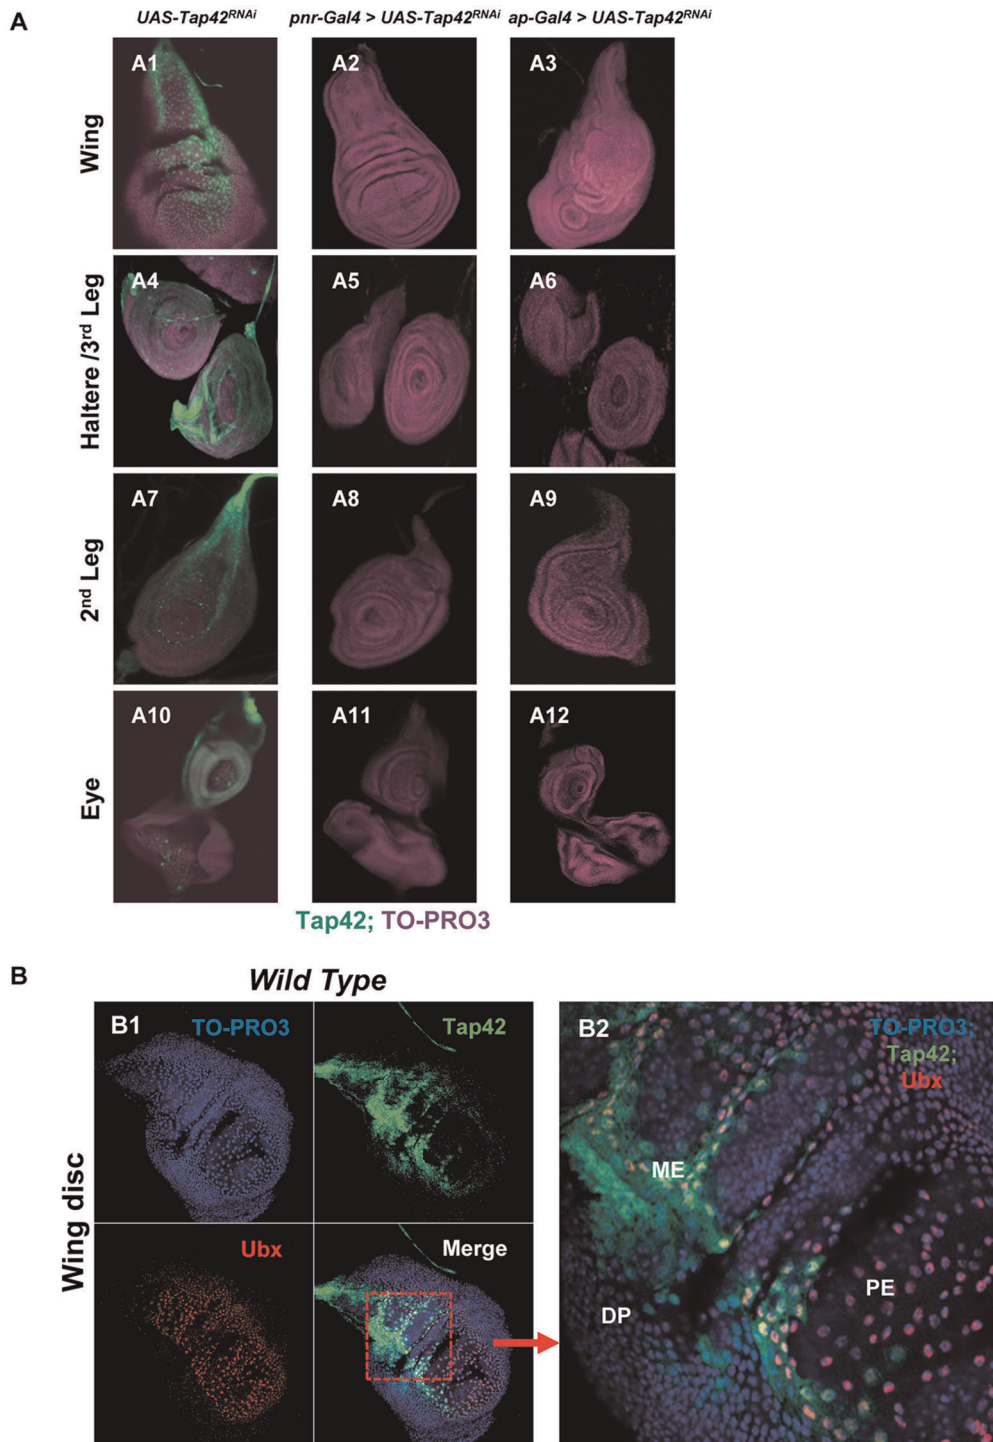 A
UAS-Tap42RNAi pnr-Gal4 > UAS-Tap42RNAi ap-Gal4 > UAS-Tap42RNAi
Wing
A1 A2 A3
Haltere /3rd Leg
A4 A5 A6
2nd Leg
A7 A8 A9
Eye
A10 A11 A12
Tap42; TO-PRO3
B
Wild Type
Wing disc
B1 TO-PRO3 Tap42
Ubx Merge
B2 TO-PRO3;
Tap42;
Ubx
ME
PE
DP